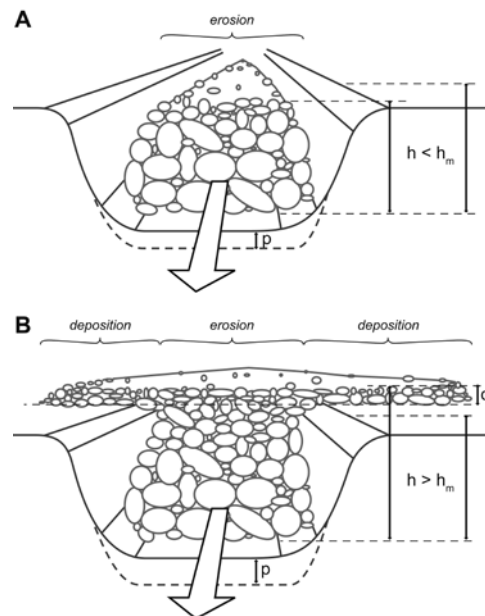 A
erosion
h < hm
p
B
deposition
erosion
deposition
d
h > hm
p